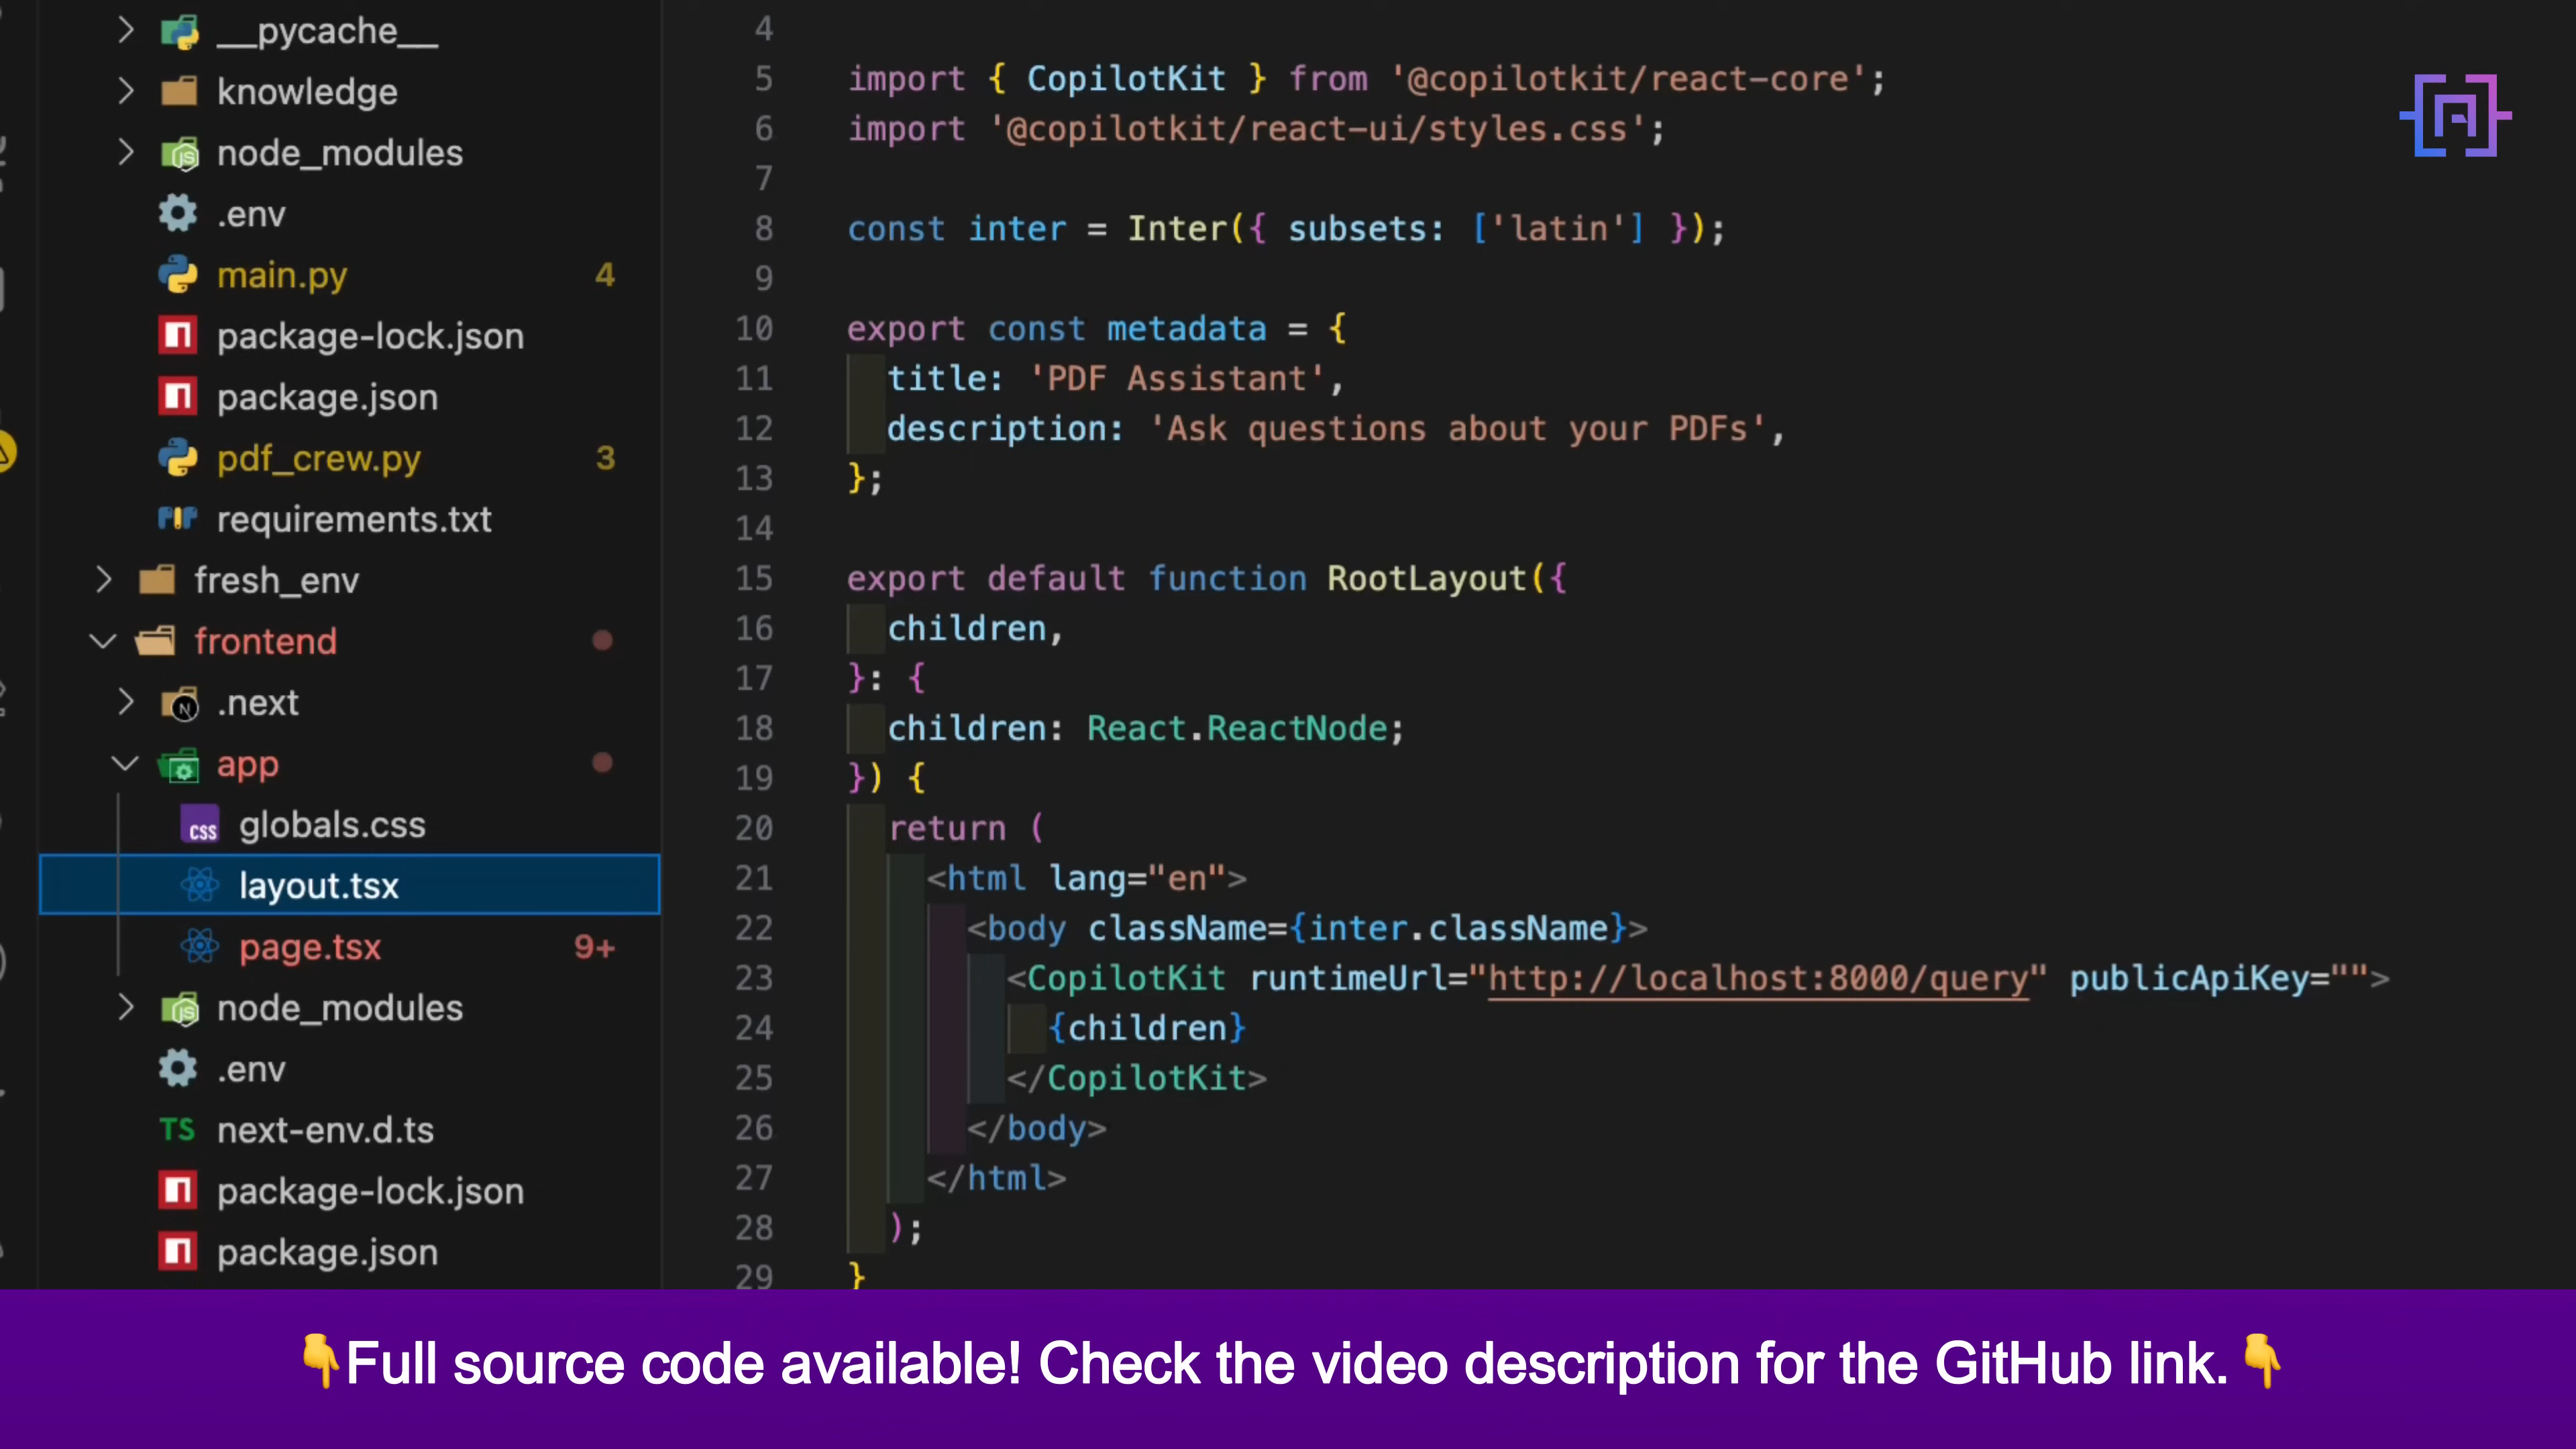 __pycache__
knowledge
node_modules
.env
main.py 4
package-lock.json
package.json
pdf_crew.py 3
requirements.txt
fresh_env
frontend
.next
app
globals.css
layout.tsx
page.tsx 9+
node_modules
.env
TS next-env.d.ts
package-lock.json
package.json
4
5 import { CopilotKit } from '@copilotkit/react-core';
6 import '@copilotkit/react-ui/styles.css';
7
8 const inter = Inter({ subsets: ['latin'] });
9
10 export const metadata = {
11 title: 'PDF Assistant',
12 description: 'Ask questions about your PDFs',
13 };
14
15 export default function RootLayout({
16 children,
17 }: {
18 children: React.ReactNode;
19 }) {
20 return (
21 <html lang="en">
22 <body className={inter.className}>
23 <CopilotKit runtimeUrl="http://localhost:8000/query" publicApiKey="">
24 {children}
25 </CopilotKit>
26 </body>
27 </html>
28 );
29 }
👇Full source code available! Check the video description for the GitHub link.👇